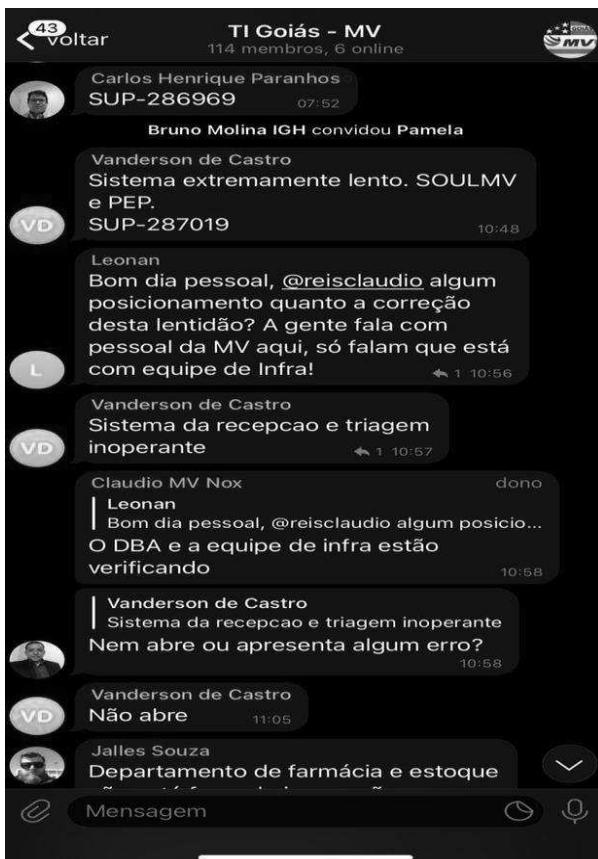 43
voltar
TI Goiás - MV
114 membros, 6 online
MV
Carlos Henrique Paranhos
SUP-286969
07:52
Bruno Molina IGH convidou Pamela
Vanderson de Castro
Sistema extremamente lento. SOULMV
e PEP.
SUP-287019
10:48
VD
Leonan
Bom dia pessoal, @reisclaudio algum
posicionamento quanto a correção
desta lentidão? A gente fala com
pessoal da MV aqui, só falam que está
com equipe de Infra!
1 10:56
L
Vanderson de Castro
Sistema da recepcao e triagem
inoperante
1 10:57
VD
Claudio MV Nox dono
Leonan
Bom dia pessoal, @reisclaudio algum posicio...
O DBA e a equipe de infra estão
verificando
10:58
Vanderson de Castro
Sistema da recepcao e triagem inoperante
Nem abre ou apresenta algum erro?
10:58
Vanderson de Castro
Não abre
11:05
VD
Jalles Souza
Departamento de farmácia e estoque
Mensagem